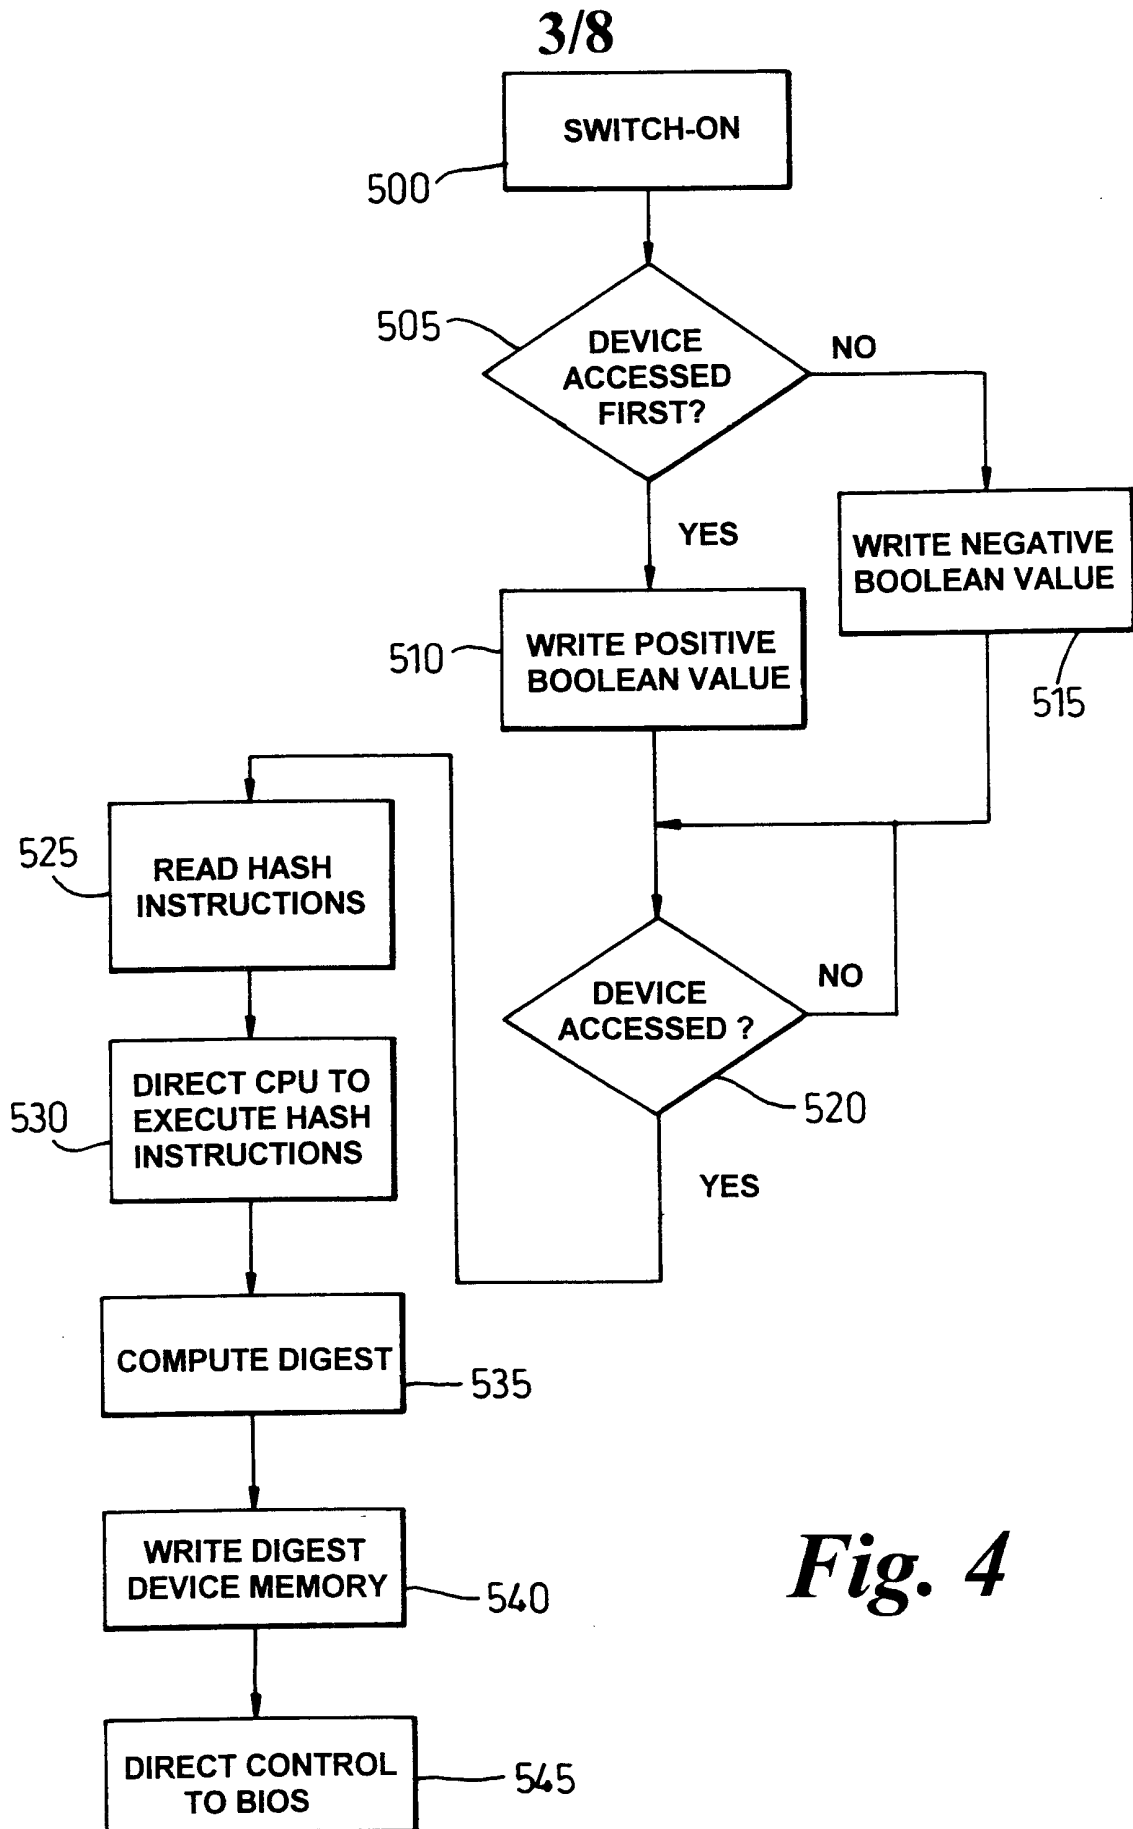 3/8
SWITCH-ON
500
505
DEVICE
ACCESSED
FIRST?
NO
YES
WRITE NEGATIVE
BOOLEAN VALUE
515
510
WRITE POSITIVE
BOOLEAN VALUE
525
READ HASH
INSTRUCTIONS
DEVICE
ACCESSED ?
NO
520
YES
530
DIRECT CPU TO
EXECUTE HASH
INSTRUCTIONS
COMPUTE DIGEST
535
WRITE DIGEST
DEVICE MEMORY
540
DIRECT CONTROL
TO BIOS
545
Fig. 4